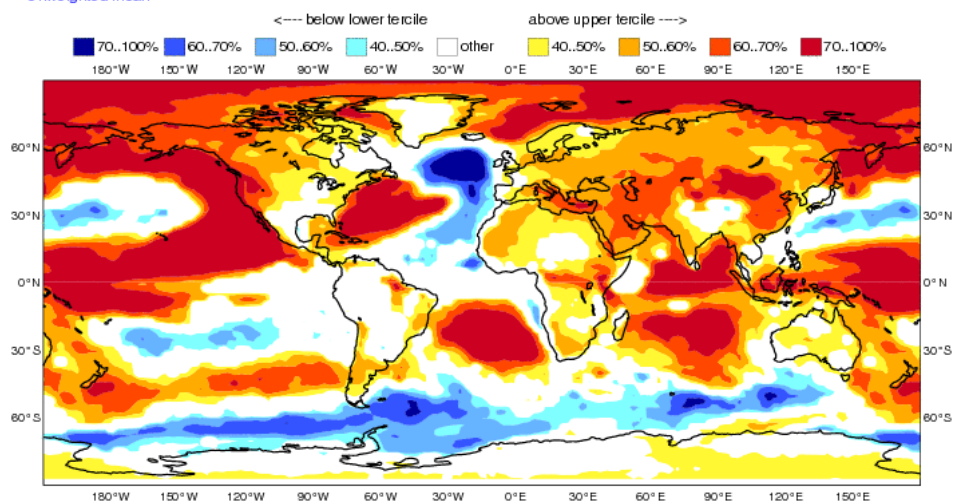 <---- below lower tercile above upper tercile ---->
70..100% 60..70% 50..60% 40..50% other 40..50% 50..60% 60..70% 70..100%
180°W 150°W 120°W 90°W 60°W 30°W 0°E 30°E 60°E 90°E 120°E 150°E
60°N 60°N
30°N 30°N
0°N 0°N
30°S 30°S
60°S 60°S
180°W 150°W 120°W 90°W 60°W 30°W 0°E 30°E 60°E 90°E 120°E 150°E